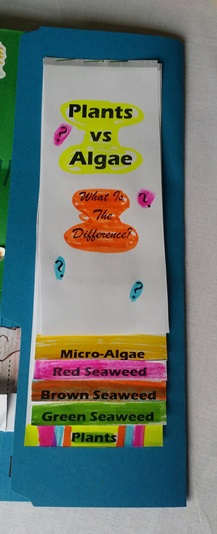 Plants
vs
Algae
?
What Is
?
The
Difference?
?
?
Micro-Algae
Red Seaweed
Brown Seaweed
Green Seaweed
Plants